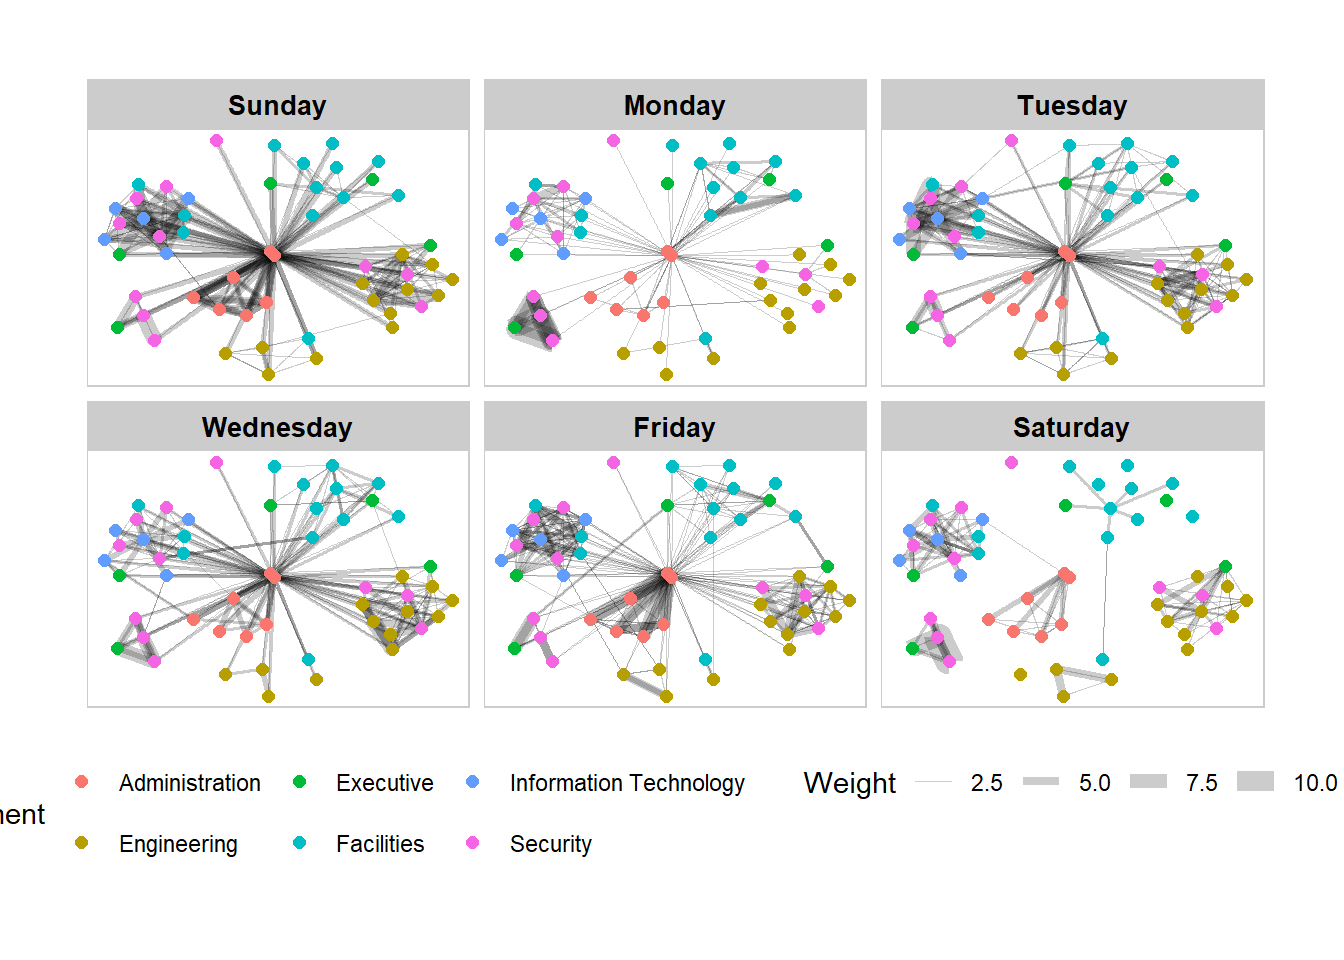 Sunday Monday Tuesday
Wednesday Friday Saturday
Administration Executive Information Technology Weight 2.5 5.0 7.5 10.0
Engineering Facilities Security